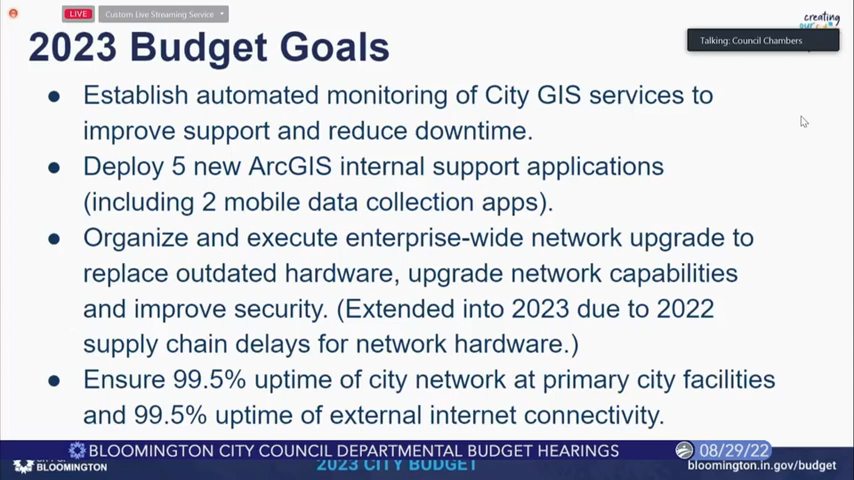 LIVE
Custom Live Streaming Service
creating
2023 Budget Goals
Talking: Council Chambers
● Establish automated monitoring of City GIS services to
improve support and reduce downtime.
● Deploy 5 new ArcGIS internal support applications
(including 2 mobile data collection apps).
● Organize and execute enterprise-wide network upgrade to
replace outdated hardware, upgrade network capabilities
and improve security. (Extended into 2023 due to 2022
supply chain delays for network hardware.)
● Ensure 99.5% uptime of city network at primary city facilities
and 99.5% uptime of external internet connectivity.
BLOOMINGTON CITY COUNCIL DEPARTMENTAL BUDGET HEARINGS
08/29/22
BLOOMINGTON
2023 CITY BUDGET
bloomington.in.gov/budget